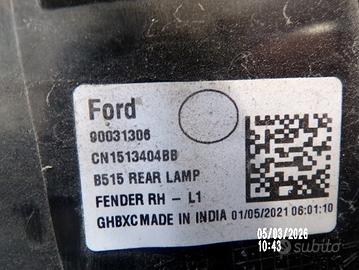 Ford
90031306
CN1513404BB
B515 REAR LAMP
FENDER RH - L1
GHBXC MADE IN INDIA 01/05/2021 06:01:10
05/03/2026
10:43
subito